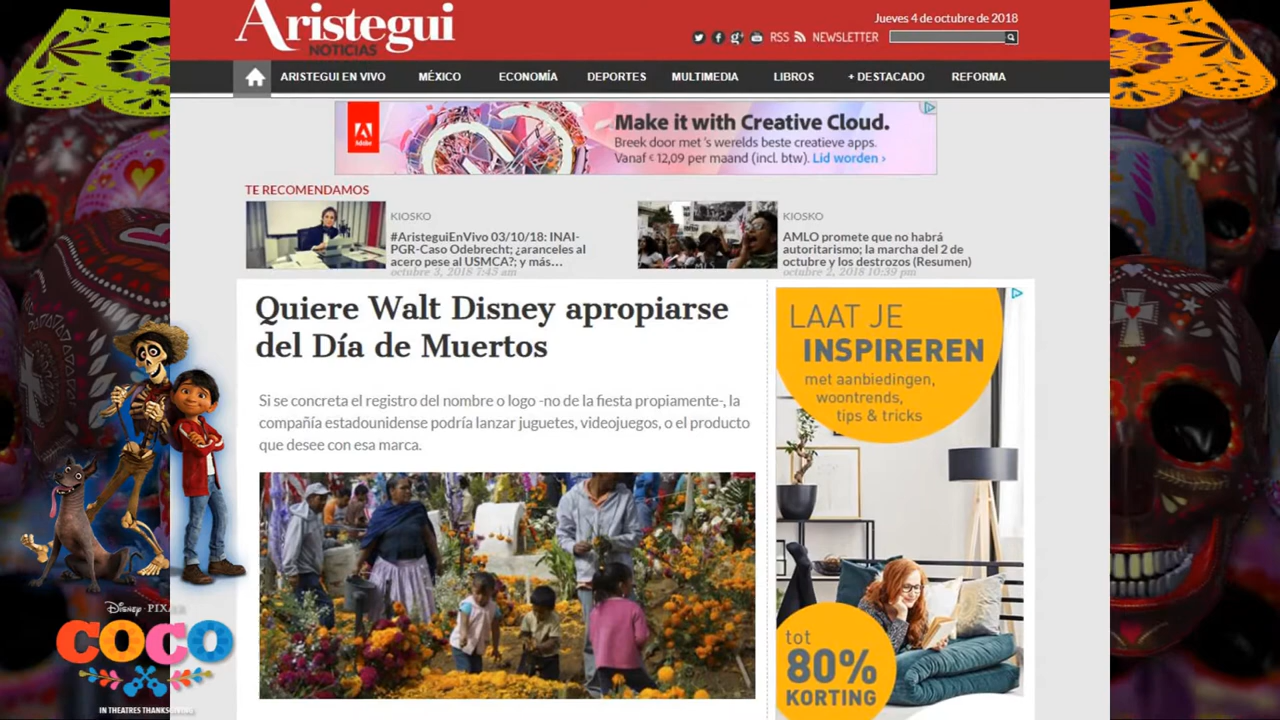 Aristegui
NOTICIAS
Jueves 4 de octubre de 2018
RSS
NEWSLETTER
ARISTEGUI EN VIVO
MÉXICO
ECONOMÍA
DEPORTES
MULTIMEDIA
LIBROS
+ DESTACADO
REFORMA
Adobe
Make it with Creative Cloud.
Breek door met 's werelds beste creatieve apps.
Vanaf € 12,09 per maand (incl. btw). Lid worden ›
TE RECOMENDAMOS
KIOSKO
#AristeguiEnVivo 03/10/18: INAI-
PGR-Caso Odebrecht; ¿aranceles al
acero pese al USMCA?; y más...
octubre 3, 2018 7:43 am
KIOSKO
AMLO promete que no habrá
autoritarismo; la marcha del 2 de
octubre y los destrozos (Resumen)
octubre 2, 2018 10:39 pm
Quiere Walt Disney apropiarse
del Día de Muertos
Si se concreta el registro del nombre o logo -no de la fiesta propiamente-, la
compañía estadounidense podría lanzar juguetes, videojuegos, o el producto
que desee con esa marca.
LAAT JE
INSPIREREN
met aanbiedingen,
woontrends,
tips & tricks
tot
80%
KORTING
Disney · PIXAR
COCO
IN THEATRES THANKSGIVING